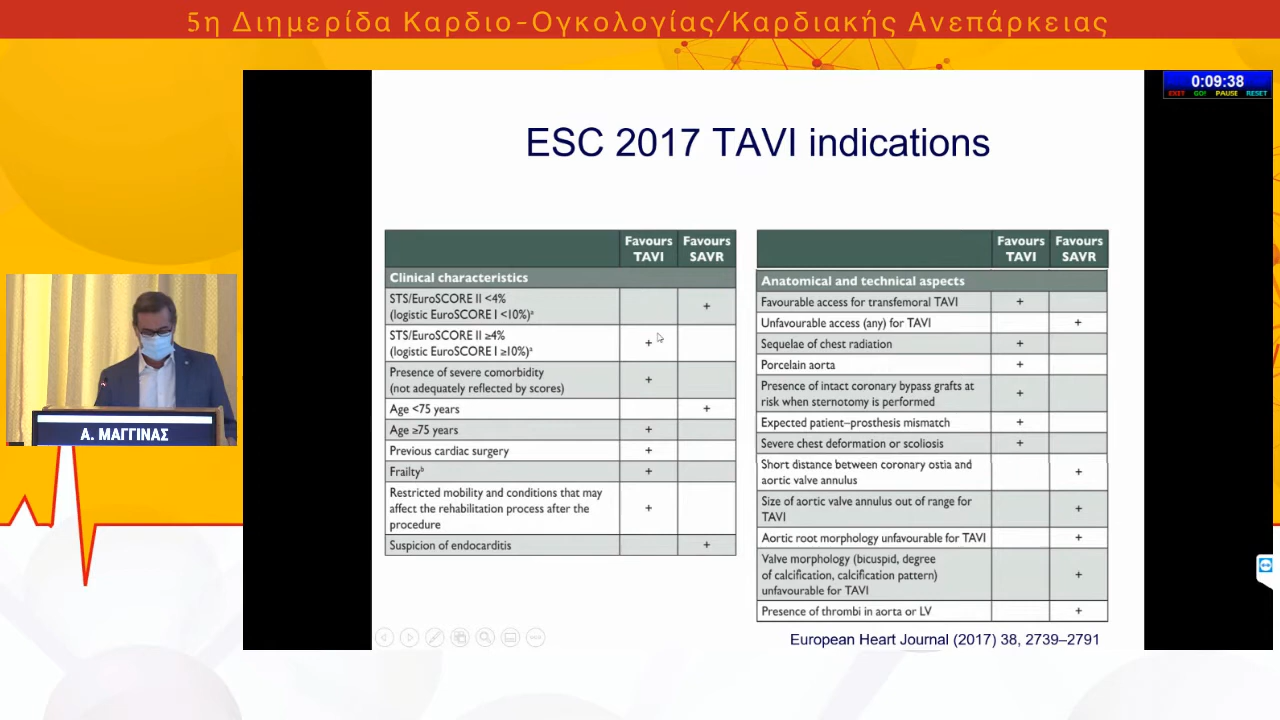 5η Διημερίδα Καρδιο-Ογκολογίας/Καρδιακής Ανεπάρκειας
0:09:38
EXIT GO! PAUSE RESET
ESC 2017 TAVI indications
Favours TAVI
Favours SAVR
Clinical characteristics
STS/EuroSCORE II <4%
(logistic EuroSCORE I <10%)ᵃ
+
STS/EuroSCORE II ≥4%
(logistic EuroSCORE I ≥10%)ᵃ
+
Presence of severe comorbidity
(not adequately reflected by scores)
+
Age <75 years +
Age ≥75 years +
Previous cardiac surgery +
Frailtyᵇ +
Restricted mobility and conditions that may
affect the rehabilitation process after the
procedure
+
Suspicion of endocarditis +
Favours TAVI
Favours SAVR
Anatomical and technical aspects
Favourable access for transfemoral TAVI +
Unfavourable access (any) for TAVI +
Sequelae of chest radiation +
Porcelain aorta +
Presence of intact coronary bypass grafts at
risk when sternotomy is performed
+
Expected patient–prosthesis mismatch +
Severe chest deformation or scoliosis +
Short distance between coronary ostia and
aortic valve annulus
+
Size of aortic valve annulus out of range for
TAVI
+
Aortic root morphology unfavourable for TAVI +
Valve morphology (bicuspid, degree
of calcification, calcification pattern)
unfavourable for TAVI
+
Presence of thrombi in aorta or LV +
European Heart Journal (2017) 38, 2739–2791
Α. ΜΑΓΓΙΝΑΣ